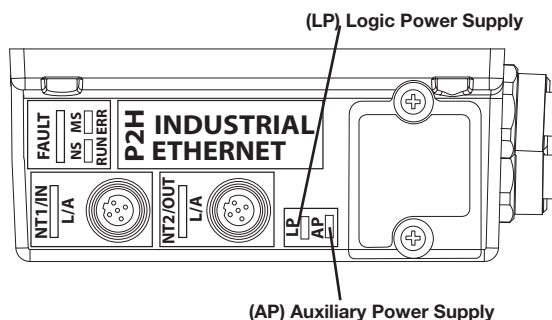 (LP) Logic Power Supply
FAULT
NS MS
RUN ERR
P2H
INDUSTRIAL
ETHERNET
NT1/IN
L/A
NT2/OUT
L/A
LP
AP
(AP) Auxiliary Power Supply